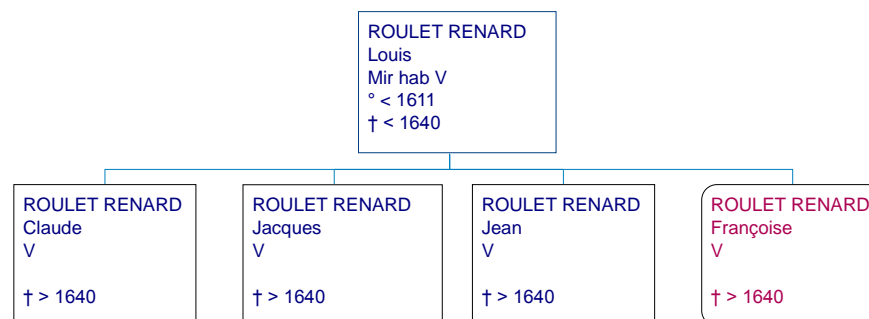 ROULET RENARD
Louis
Mir hab V
° < 1611
† < 1640
ROULET RENARD
Claude
V
† > 1640
ROULET RENARD
Jacques
V
† > 1640
ROULET RENARD
Jean
V
† > 1640
ROULET RENARD
Françoise
V
† > 1640